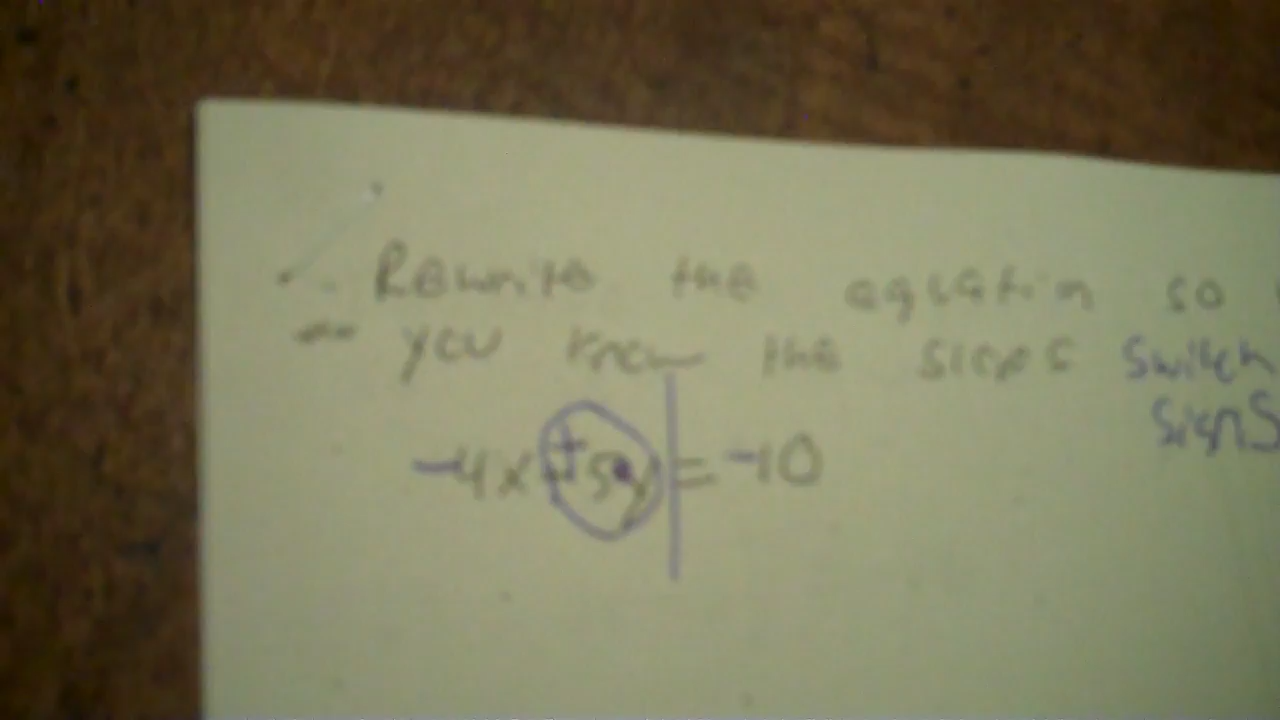 Rewrite the equation so
you know the signs switch
signs
-4x + 5y = -10